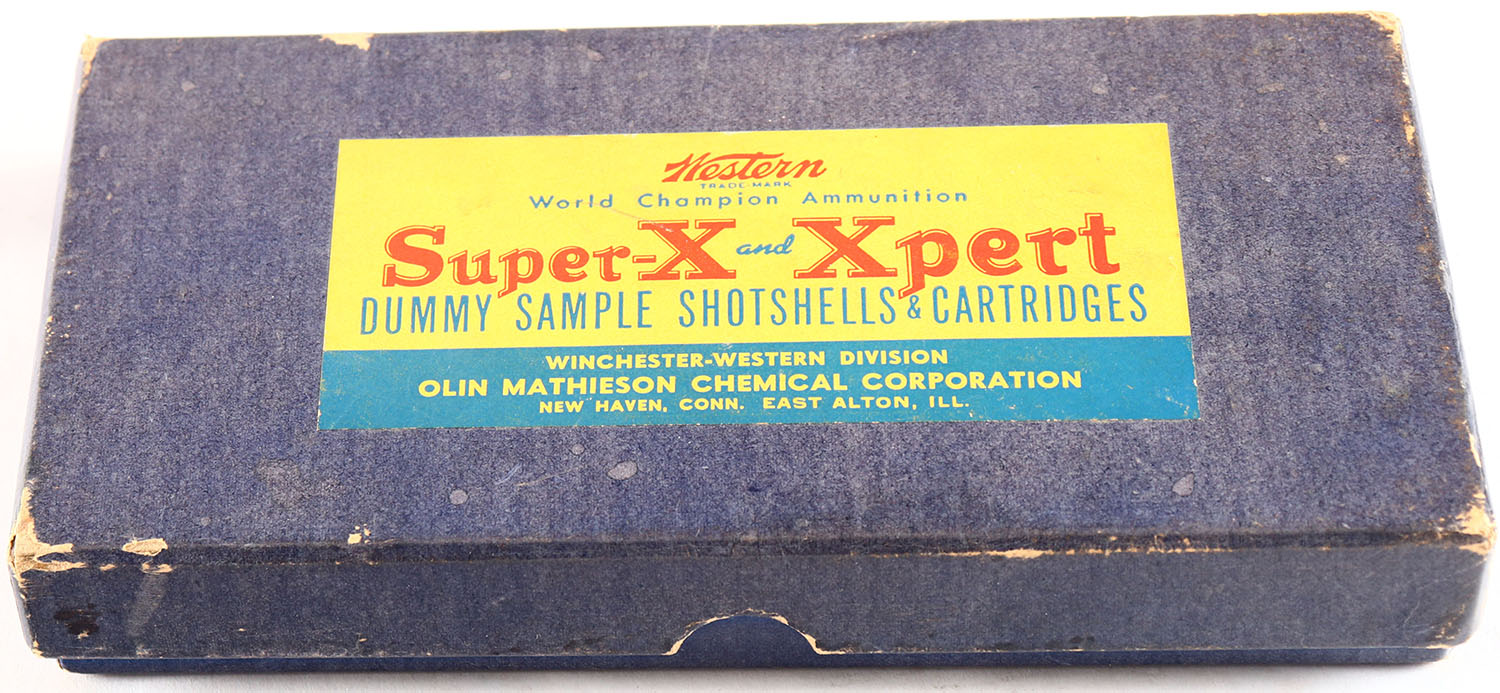 Western
TRADE-MARK
World Champion Ammunition
Super-X and Xpert
DUMMY SAMPLE SHOTSHELLS & CARTRIDGES
WINCHESTER-WESTERN DIVISION
OLIN MATHIESON CHEMICAL CORPORATION
NEW HAVEN, CONN. EAST ALTON, ILL.